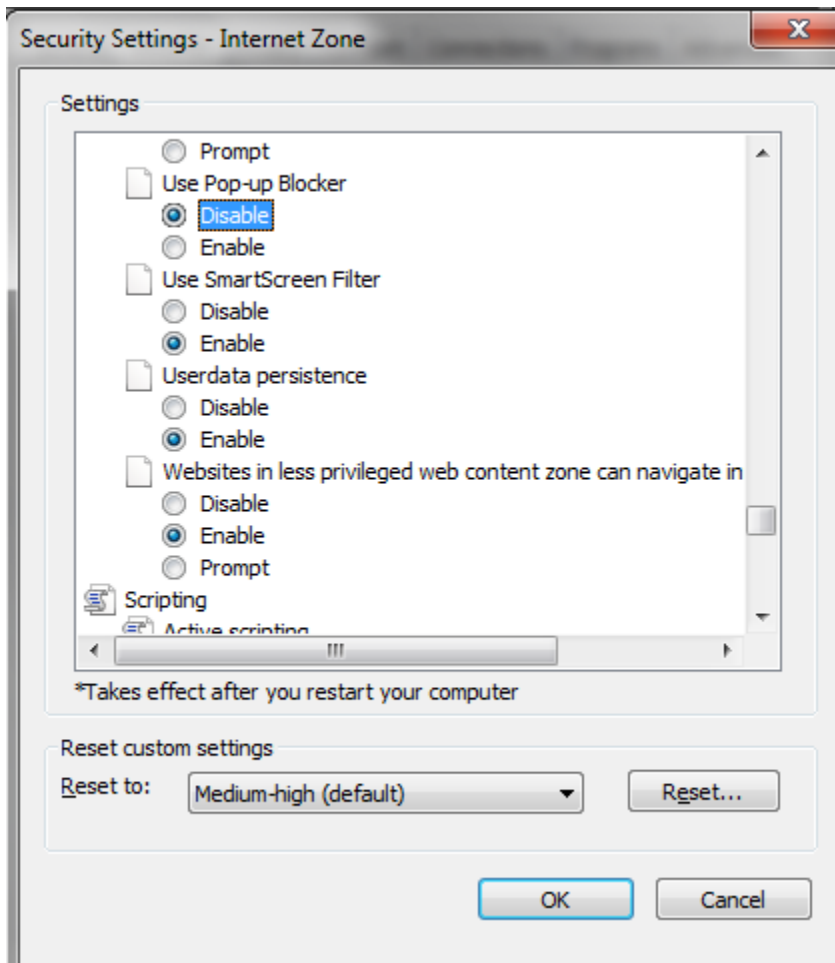 Security Settings - Internet Zone
Settings
Prompt
Use Pop-up Blocker
Disable
Enable
Use SmartScreen Filter
Disable
Enable
Userdata persistence
Disable
Enable
Websites in less privileged web content zone can navigate in
Disable
Enable
Prompt
Scripting
Active scripting
*Takes effect after you restart your computer
Reset custom settings
Reset to: Medium-high (default) Reset...
OK Cancel